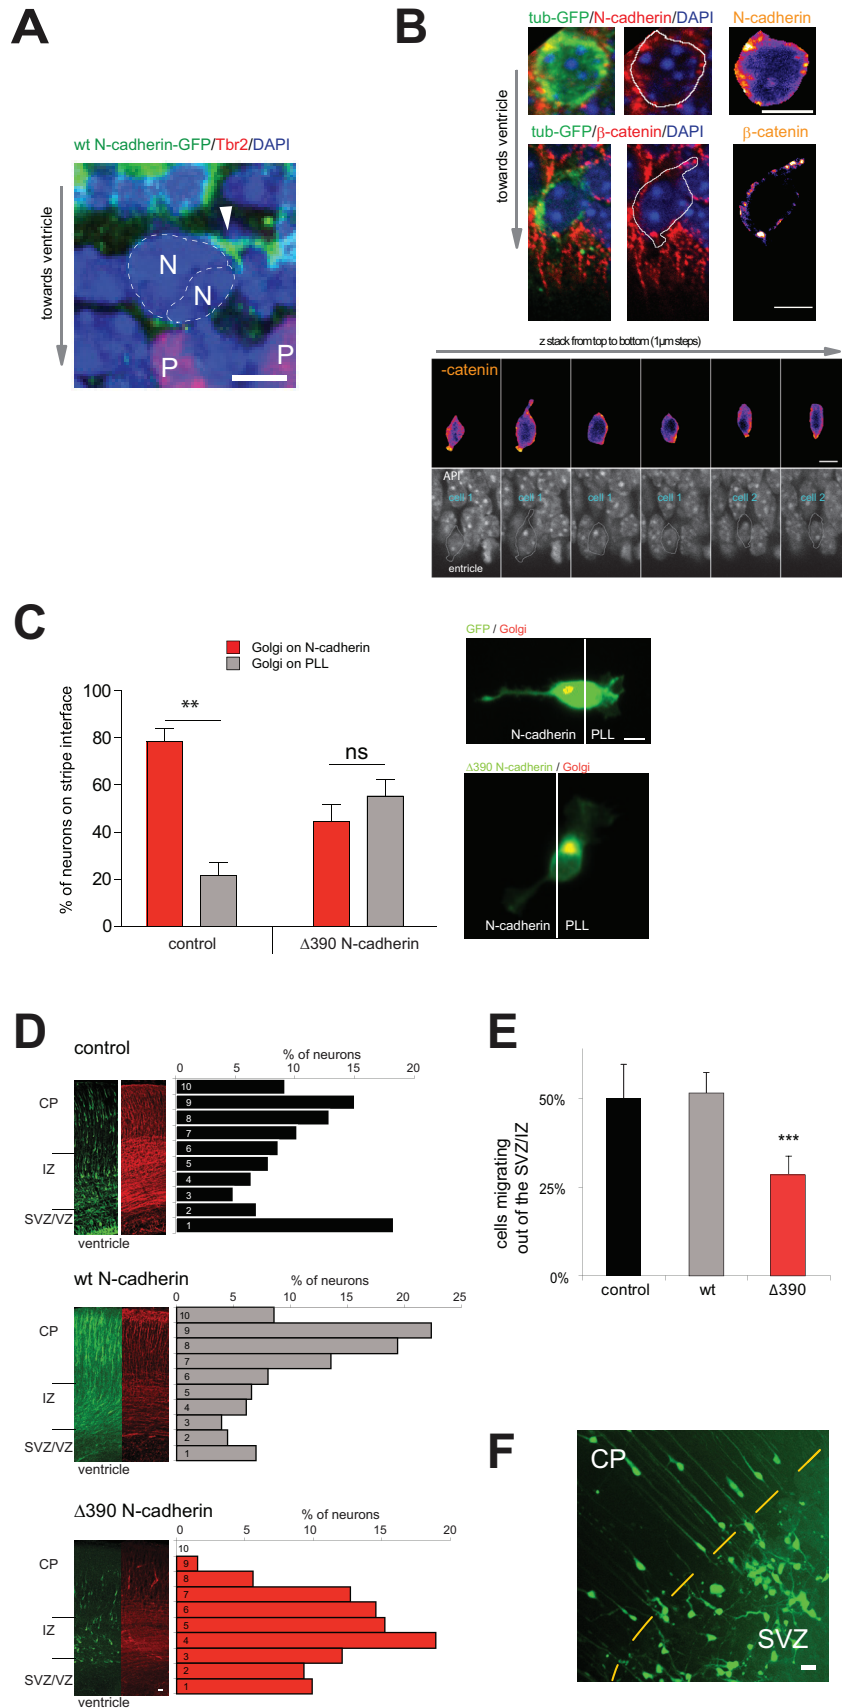 A
wt N-cadherin-GFP/Tbr2/DAPI
towards ventricle
N
N
P
P
B
tub-GFP/N-cadherin/DAPI
N-cadherin
towards ventricle
tub-GFP/β-catenin/DAPI
β-catenin
z stack from top to bottom (1µm steps)
-catenin
API
cell 1
cell 1
cell 1
cell 1
cell 2
cell 2
entricle
C
Golgi on N-cadherin
Golgi on PLL
% of neurons on stripe interface
100
80
60
40
20
0
**
ns
control
Δ390 N-cadherin
GFP / Golgi
N-cadherin
PLL
Δ390 N-cadherin / Golgi
N-cadherin
PLL
D
control
% of neurons
0 5 10 15 20
CP
IZ
SVZ/VZ
ventricle
10
9
8
7
6
5
4
3
2
1
wt N-cadherin
% of neurons
0 5 10 15 20 25
CP
IZ
SVZ/VZ
ventricle
10
9
8
7
6
5
4
3
2
1
Δ390 N-cadherin
% of neurons
0 5 10 15 20
CP
IZ
SVZ/VZ
ventricle
10
9
8
7
6
5
4
3
2
1
E
cells migrating
out of the SVZ/IZ
50%
25%
0%
***
control
wt
Δ390
F
CP
SVZ